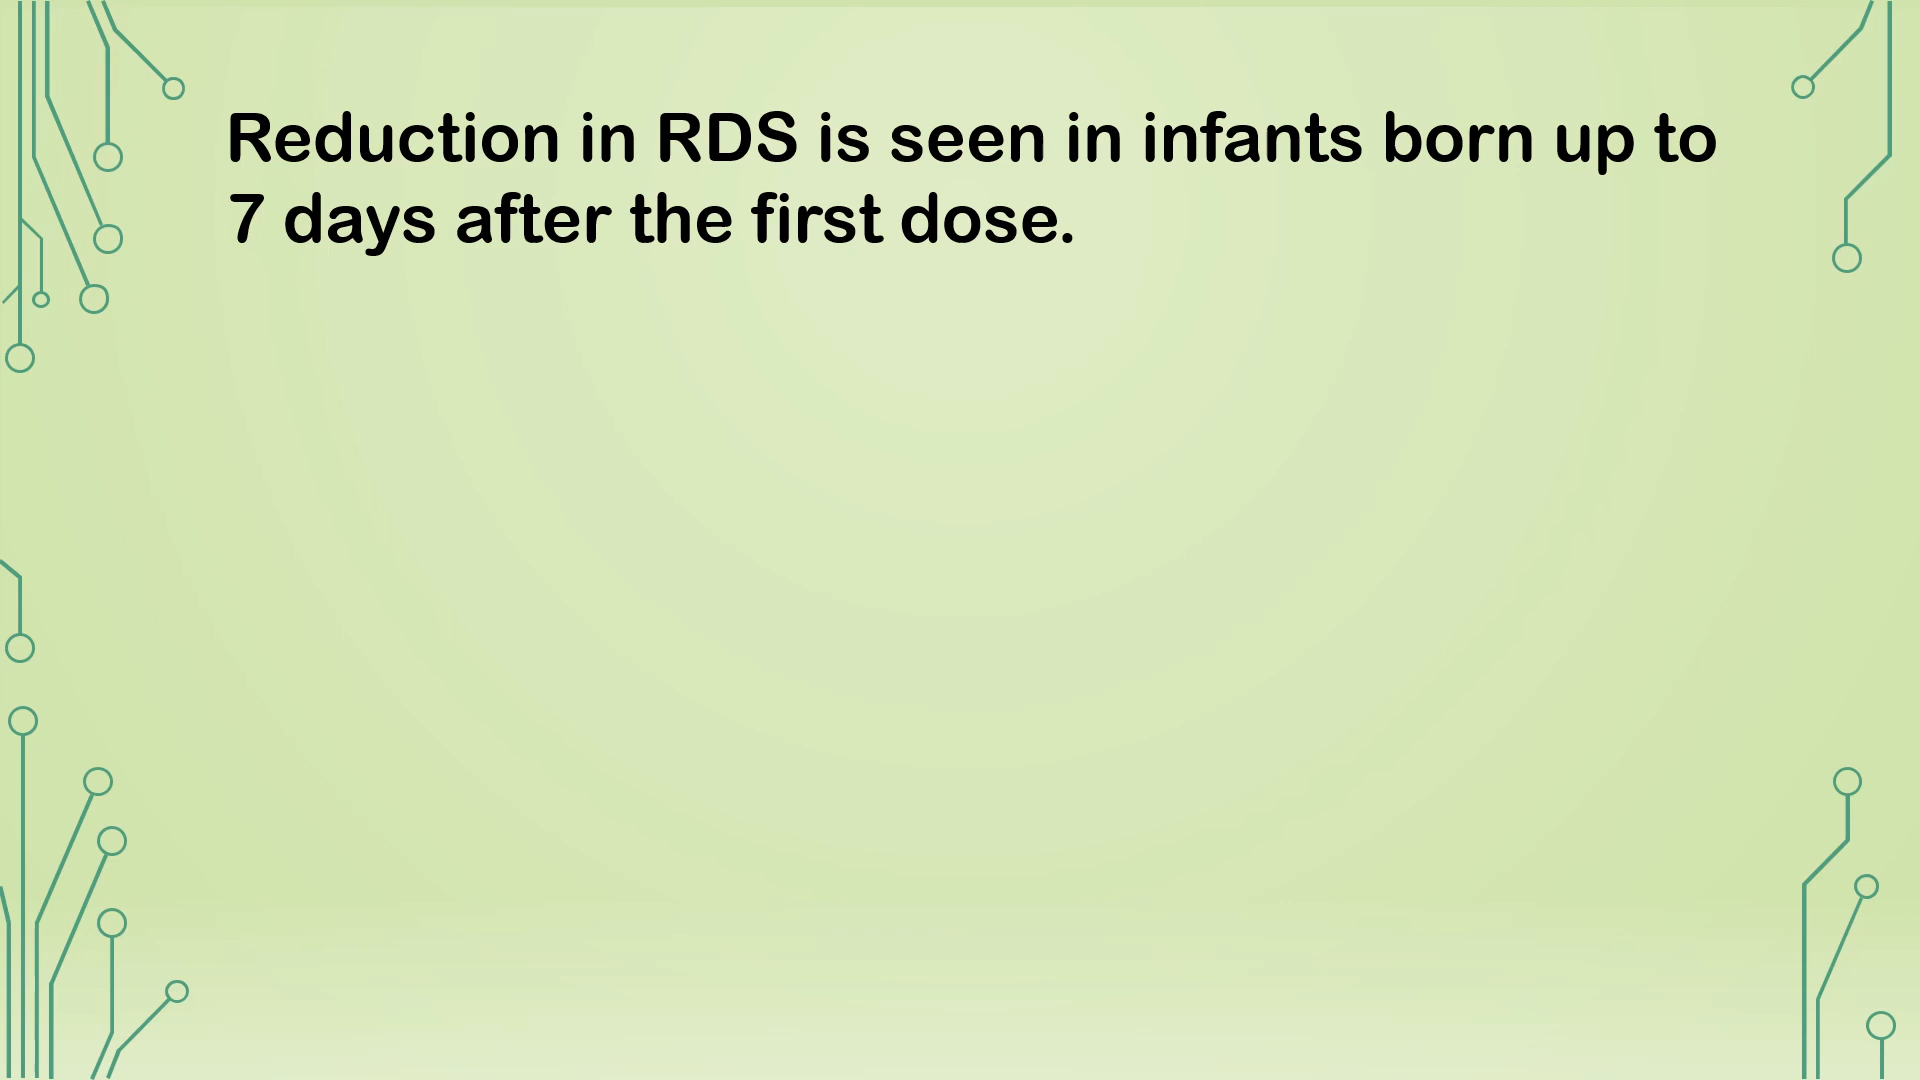 Reduction in RDS is seen in infants born up to
7 days after the first dose.